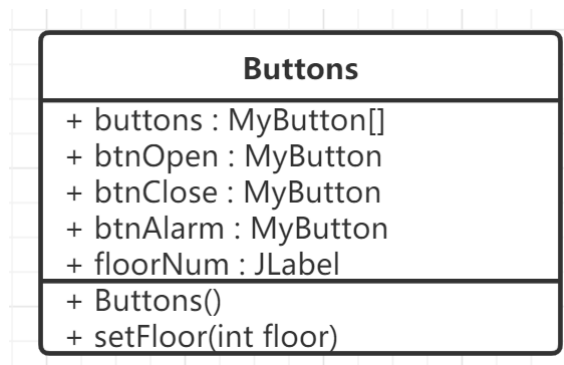 Buttons
+ buttons : MyButton[]
+ btnOpen : MyButton
+ btnClose : MyButton
+ btnAlarm : MyButton
+ floorNum : JLabel
+ Buttons()
+ setFloor(int floor)